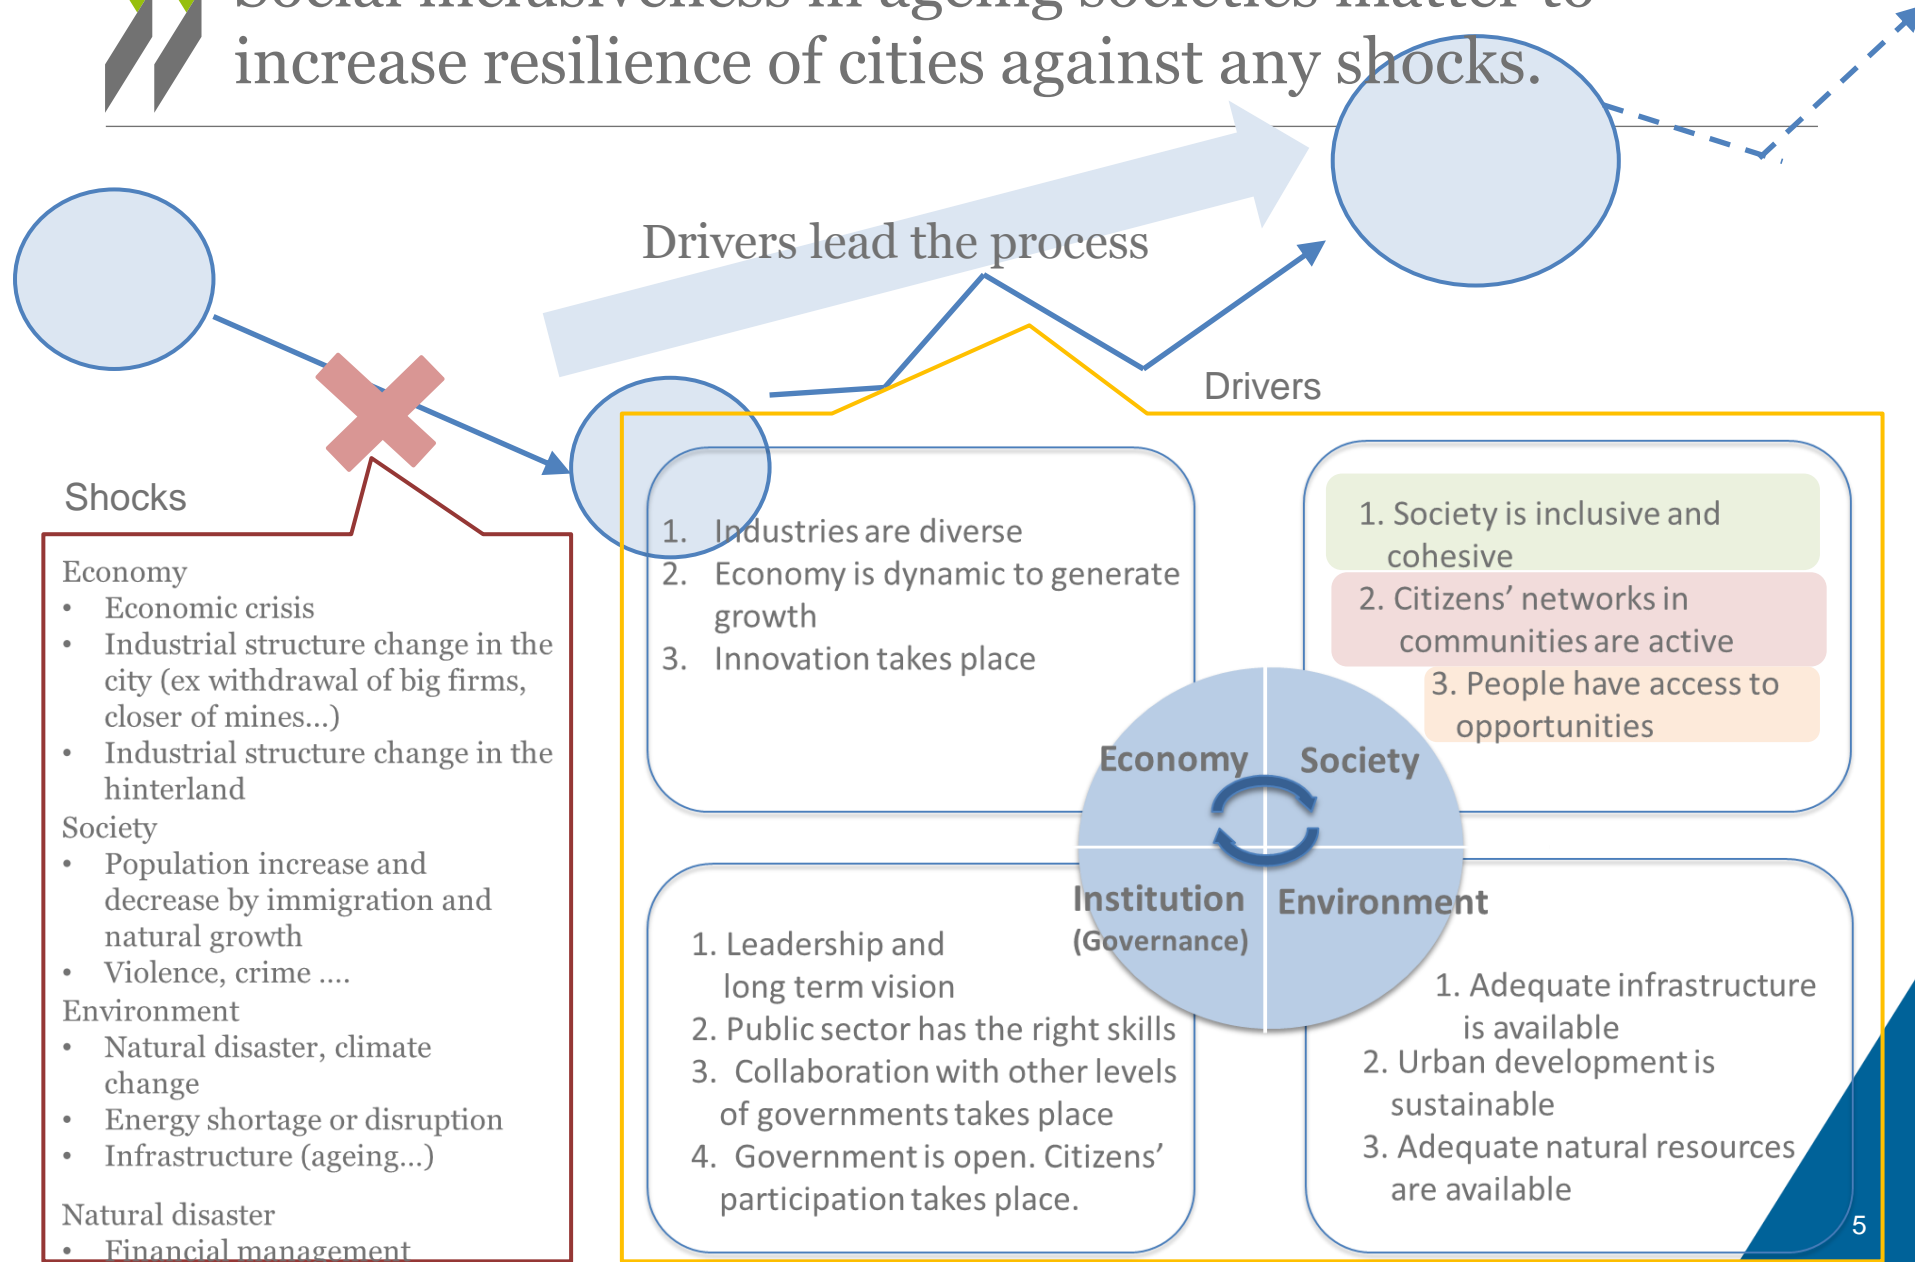 Social inclusiveness in ageing societies matter to
increase resilience of cities against any shocks.
Drivers lead the process
Drivers
Shocks
Economy
• Economic crisis
• Industrial structure change in the
city (ex withdrawal of big firms,
closer of mines...)
• Industrial structure change in the
hinterland
Society
• Population increase and
decrease by immigration and
natural growth
• Violence, crime ....
Environment
• Natural disaster, climate
change
• Energy shortage or disruption
• Infrastructure (ageing...)
Natural disaster
• Financial management
1. Industries are diverse
2. Economy is dynamic to generate
growth
3. Innovation takes place
1. Society is inclusive and
cohesive
2. Citizens’ networks in
communities are active
3. People have access to
opportunities
Economy
Society
Institution
(Governance)
Environment
1. Leadership and
long term vision
2. Public sector has the right skills
3. Collaboration with other levels
of governments takes place
4. Government is open. Citizens’
participation takes place.
1. Adequate infrastructure
is available
2. Urban development is
sustainable
3. Adequate natural resources
are available
5